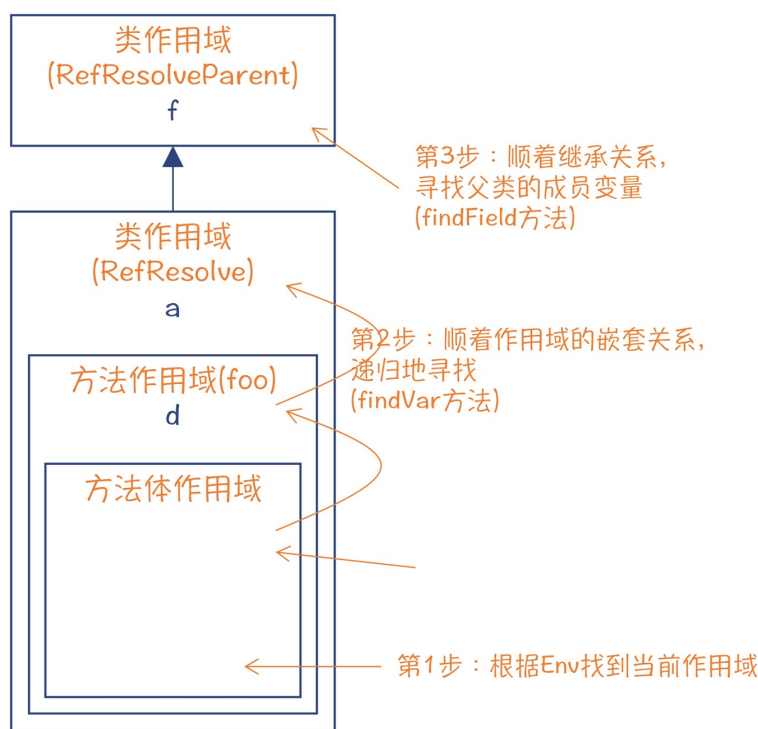 类作用域
(RefResolveParent)
f
第3步：顺着继承关系，
寻找父类的成员变量
(findField方法)
类作用域
(RefResolve)
a
第2步：顺着作用域的嵌套关系，
递归地寻找
(findVar方法)
方法作用域(foo)
d
方法体作用域
第1步：根据Env找到当前作用域